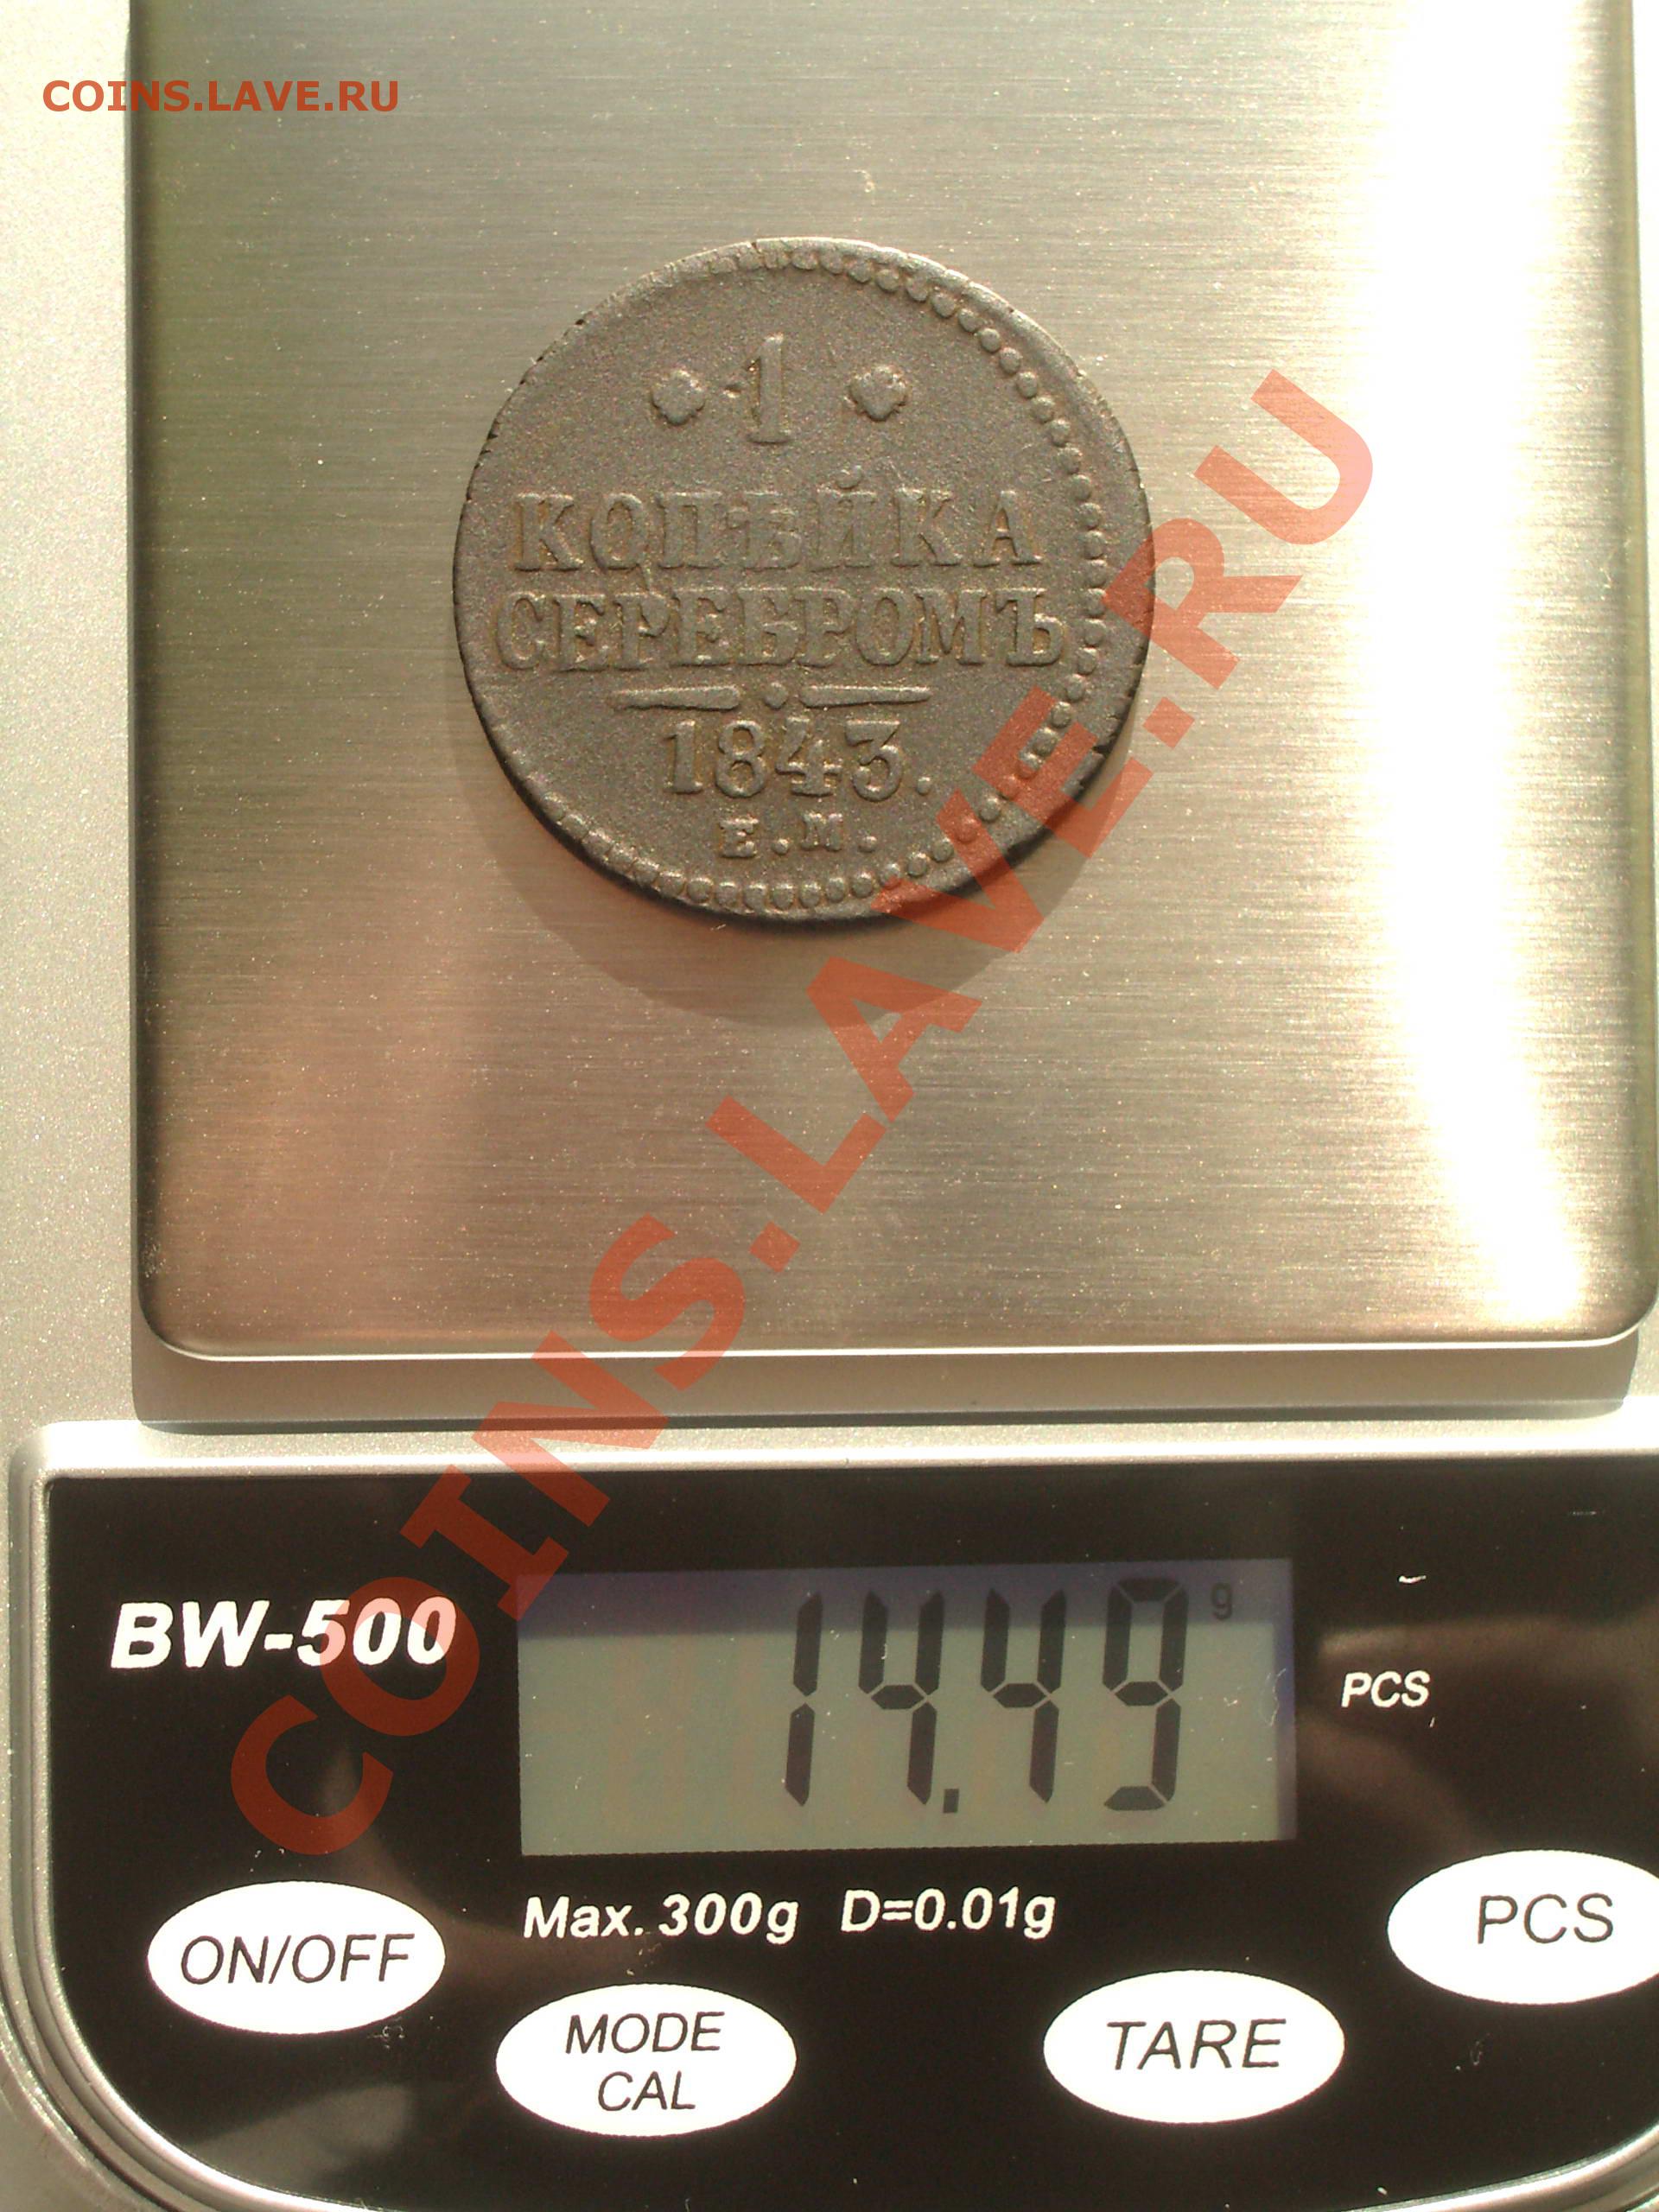 COINS.LAVE.RU
1
КОПѢЙКА
СЕРЕБРОМЪ
1843.
Е.М.
COINS.LAVE.RU
BW-500
14.49 g
PCS
Max. 300g D=0.01g
ON/OFF
MODE
CAL
TARE
PCS